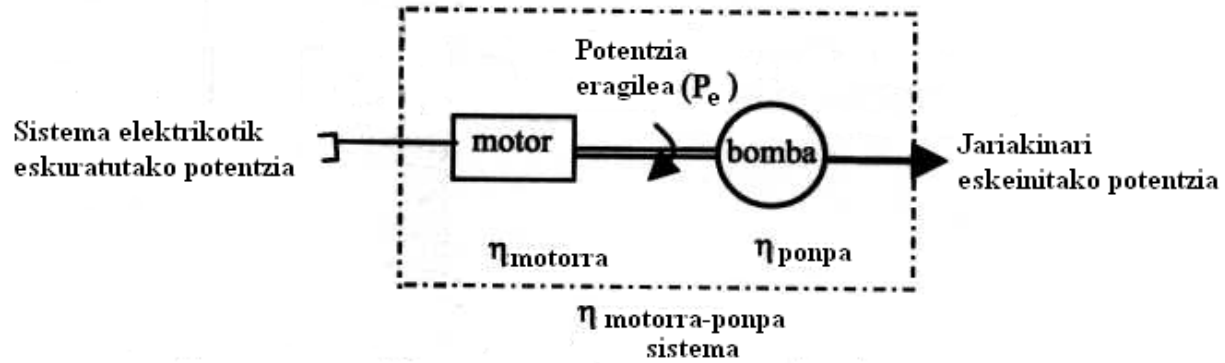 Potentzia
eragilea (Pe)
Sistema elektrikotik
eskuratutako potentzia
motor
bomba
Jariakinari
eskeinitako potentzia
ηmotorra
ηponpa
η motorra-ponpa
sistema